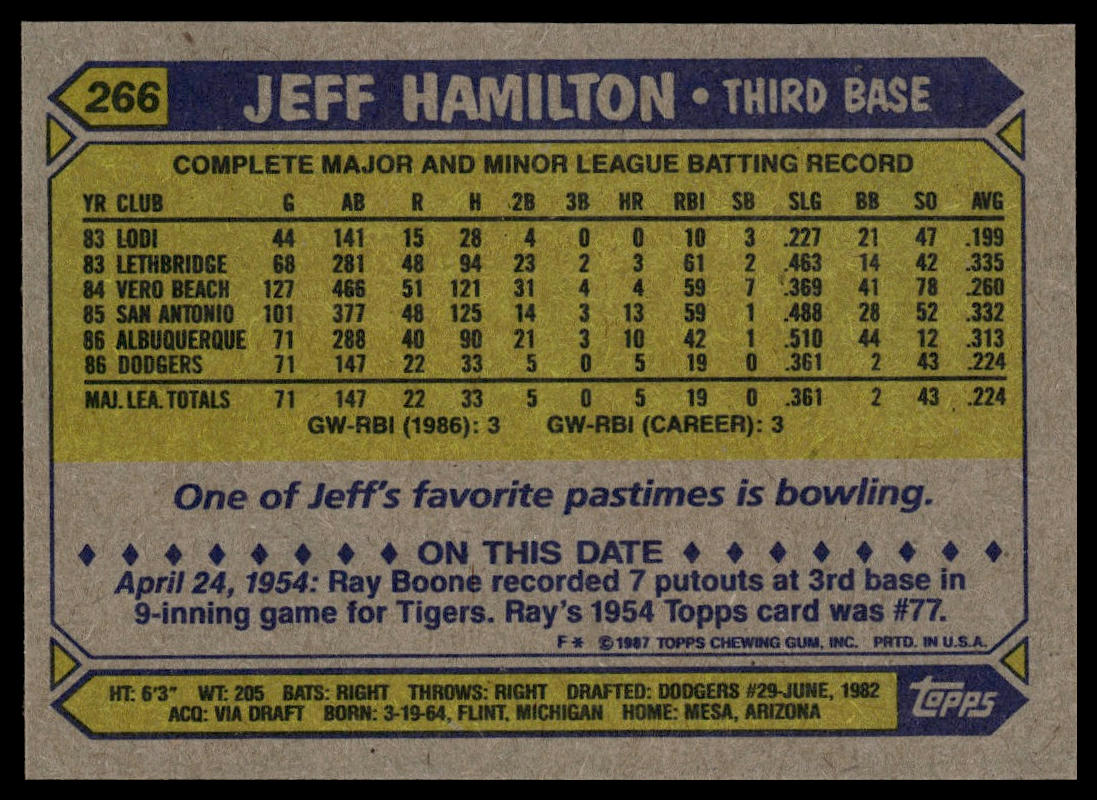 266 JEFF HAMILTON • THIRD BASE
COMPLETE MAJOR AND MINOR LEAGUE BATTING RECORD
YR CLUB G AB R H 2B 3B HR RBI SB SLG BB SO AVG
83 LODI 44 141 15 28 4 0 0 10 3 .227 21 47 .199
83 LETHBRIDGE 68 281 48 94 23 2 3 61 2 .463 14 42 .335
84 VERO BEACH 127 466 51 121 31 4 4 59 7 .369 41 78 .260
85 SAN ANTONIO 101 377 48 125 14 3 13 59 1 .488 28 52 .332
86 ALBUQUERQUE 71 288 40 90 21 3 10 42 1 .510 44 12 .313
86 DODGERS 71 147 22 33 5 0 5 19 0 .361 2 43 .224
MAJ. LEA. TOTALS 71 147 22 33 5 0 5 19 0 .361 2 43 .224
GW-RBI (1986): 3 GW-RBI (CAREER): 3
One of Jeff's favorite pastimes is bowling.
ON THIS DATE
April 24, 1954: Ray Boone recorded 7 putouts at 3rd base in
9-inning game for Tigers. Ray's 1954 Topps card was #77.
F* ©1987 TOPPS CHEWING GUM, INC. PRTD. IN U.S.A.
HT: 6'3" WT: 205 BATS: RIGHT THROWS: RIGHT DRAFTED: DODGERS #29-JUNE, 1982
ACQ: VIA DRAFT BORN: 3-19-64, FLINT, MICHIGAN HOME: MESA, ARIZONA
Topps